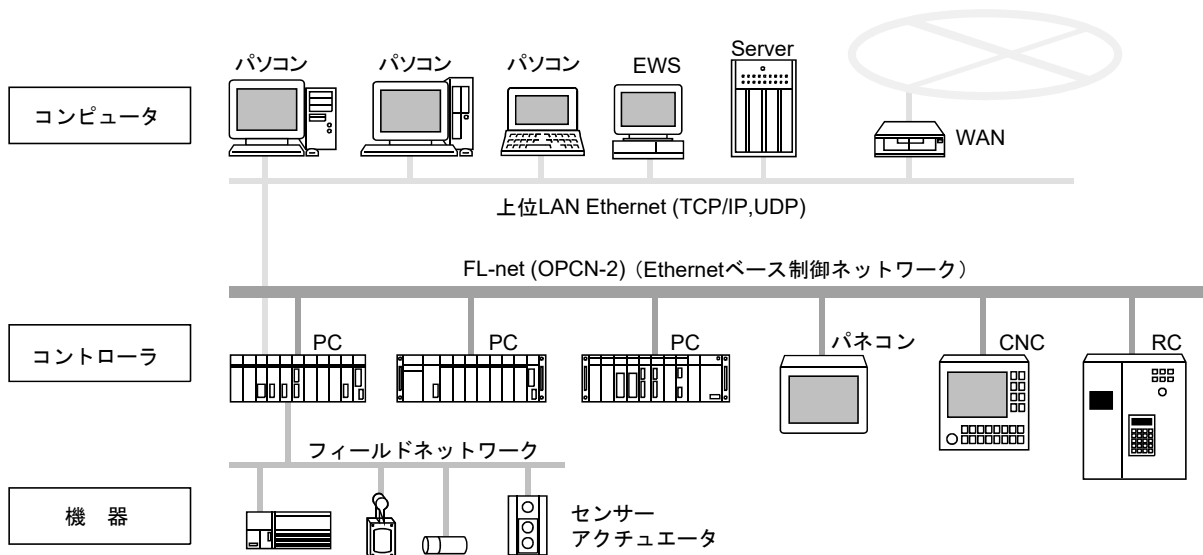 コンピュータ
パソコン
パソコン
パソコン
EWS
Server
WAN
上位LAN Ethernet (TCP/IP,UDP)
FL-net (OPCN-2)（Ethernetベース制御ネットワーク）
コントローラ
PC
PC
PC
パネコン
CNC
RC
フィールドネットワーク
機　器
センサー
アクチュエータ